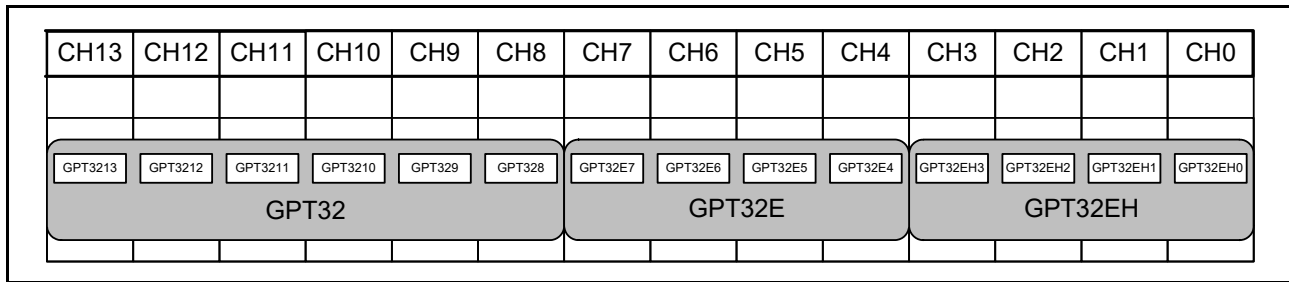 CH13 CH12 CH11 CH10 CH9 CH8 CH7 CH6 CH5 CH4 CH3 CH2 CH1 CH0
GPT3213 GPT3212 GPT3211 GPT3210 GPT329 GPT328 GPT32E7 GPT32E6 GPT32E5 GPT32E4 GPT32EH3 GPT32EH2 GPT32EH1 GPT32EH0
GPT32 GPT32E GPT32EH